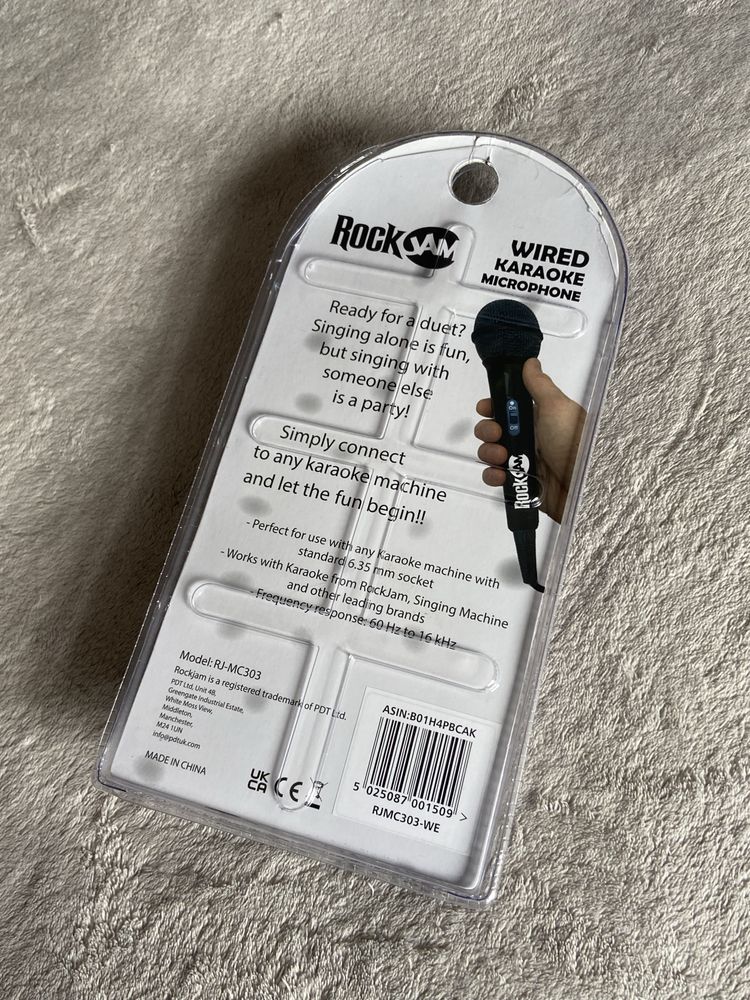 ROCKJAM
WIRED
KARAOKE
MICROPHONE
Ready for a duet?
Singing alone is fun,
but singing with
someone else
is a party!
On
Off
ROCKJAM
Simply connect
to any karaoke machine
and let the fun begin!!
- Perfect for use with any Karaoke machine with
standard 6.35 mm socket
- Works with Karaoke from RockJam, Singing Machine
and other leading brands
- Frequency response: 60 Hz to 16 kHz
Model: RJ-MC303
Rockjam is a registered trademark of PDT Ltd.
PDT Ltd, Unit 4B,
Greengate Industrial Estate,
White Moss View,
Middleton,
Manchester,
M24 1UN
info@pdtuk.com
MADE IN CHINA
UK
CA CE
ASIN:B01H4PBCAK
5 025087 001509 >
RJMC303-WE